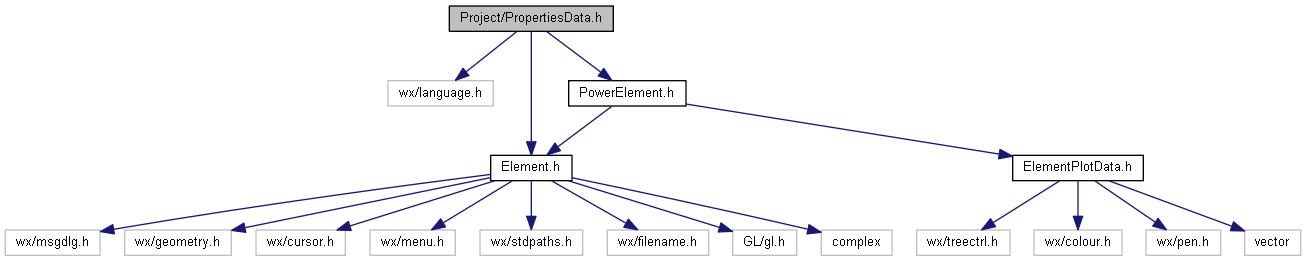 Project/PropertiesData.h
wx/language.h
PowerElement.h
Element.h
ElementPlotData.h
wx/msgdlg.h
wx/geometry.h
wx/cursor.h
wx/menu.h
wx/stdpaths.h
wx/filename.h
GL/gl.h
complex
wx/treectrl.h
wx/colour.h
wx/pen.h
vector